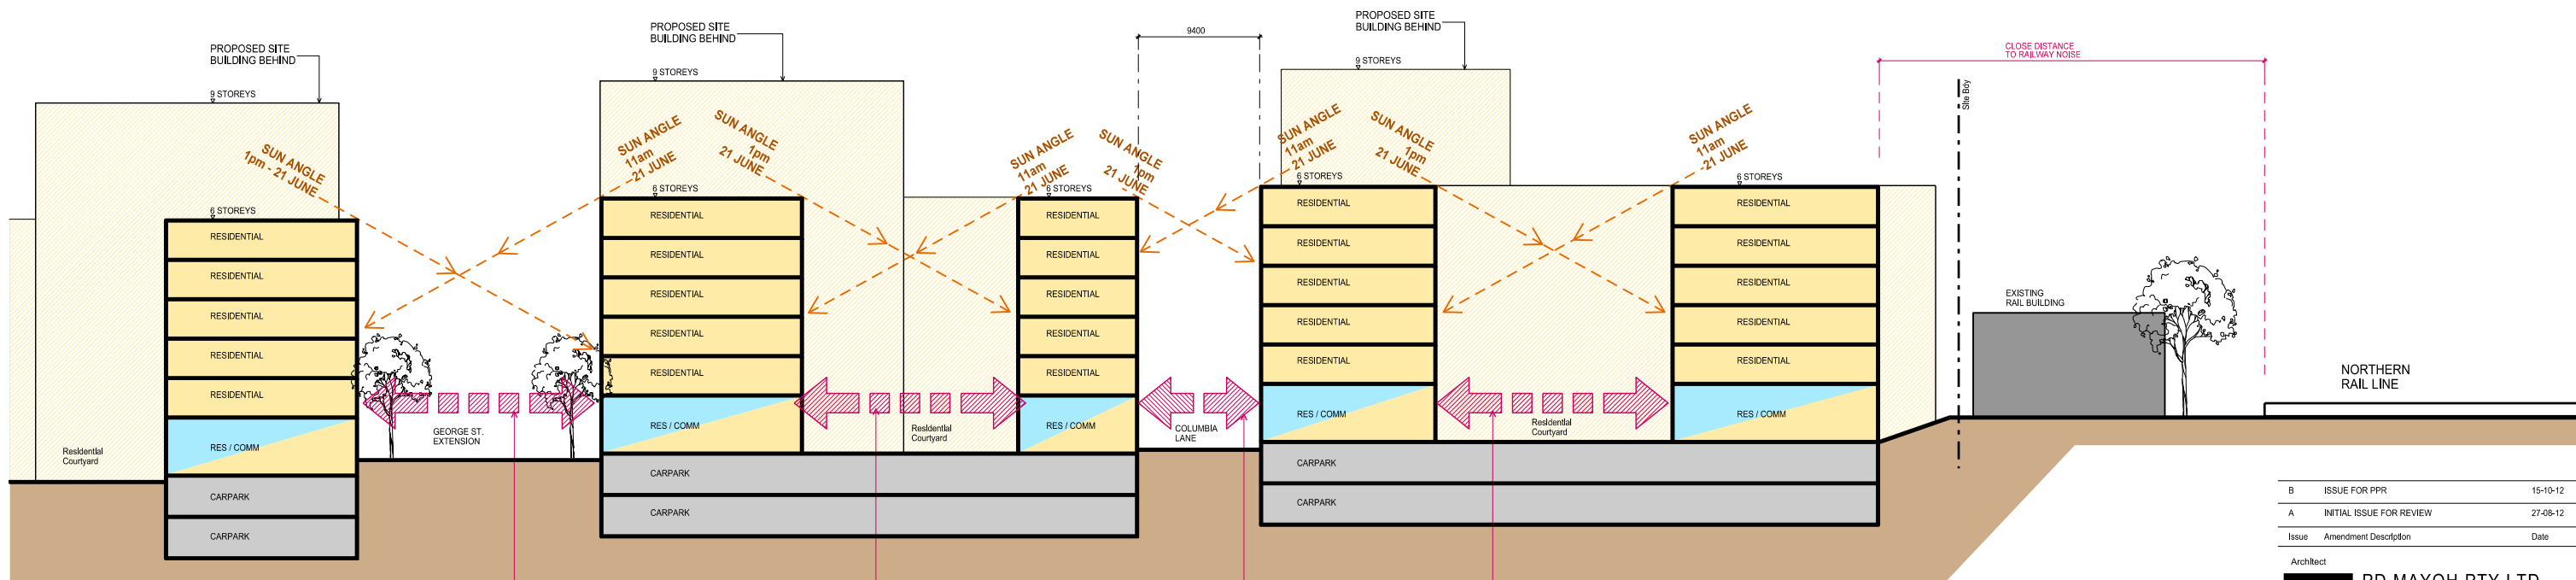 PROPOSED SITE
BUILDING BEHIND
9 STOREYS
SUN ANGLE
1pm - 21 JUNE
6 STOREYS
RESIDENTIAL
RESIDENTIAL
RESIDENTIAL
RESIDENTIAL
RESIDENTIAL
RES / COMM
CARPARK
CARPARK
Residential
Courtyard
GEORGE ST.
EXTENSION
PROPOSED SITE
BUILDING BEHIND
9 STOREYS
SUN ANGLE
11am
21 JUNE
SUN ANGLE
1pm
21 JUNE
6 STOREYS
RESIDENTIAL
RESIDENTIAL
RESIDENTIAL
RESIDENTIAL
RESIDENTIAL
RES / COMM
CARPARK
CARPARK
Residential
Courtyard
SUN ANGLE
11am
21 JUNE
SUN ANGLE
1pm
21 JUNE
6 STOREYS
RESIDENTIAL
RESIDENTIAL
RESIDENTIAL
RESIDENTIAL
RESIDENTIAL
RES / COMM
9400
COLUMBIA
LANE
PROPOSED SITE
BUILDING BEHIND
9 STOREYS
SUN ANGLE
11am
21 JUNE
SUN ANGLE
1pm
21 JUNE
6 STOREYS
RESIDENTIAL
RESIDENTIAL
RESIDENTIAL
RESIDENTIAL
RESIDENTIAL
RES / COMM
CARPARK
CARPARK
Residential
Courtyard
SUN ANGLE
11am
21 JUNE
6 STOREYS
RESIDENTIAL
RESIDENTIAL
RESIDENTIAL
RESIDENTIAL
RESIDENTIAL
RES / COMM
CLOSE DISTANCE
TO RAILWAY NOISE
Site Bdy
EXISTING
RAIL BUILDING
NORTHERN
RAIL LINE
B ISSUE FOR PPR 15-10-12
A INITIAL ISSUE FOR REVIEW 27-08-12
Issue Amendment Description Date
Architect
PD MAYOH PTY LTD